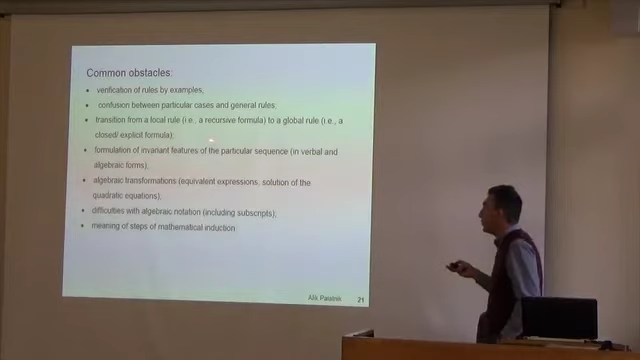 Common obstacles:
• verification of rules by examples,
• confusion between particular cases and general rules,
• transition from a local rule (i.e., a recursive formula) to a global rule (i.e., a
closed/ explicit formula),
• formulation of invariant features of the particular sequence (in verbal and
algebraic forms),
• algebraic transformations (equivalent expressions, solution of the
quadratic equations),
• difficulties with algebraic notation (including subscripts),
• meaning of steps of mathematical induction
Alik Palatnik 21